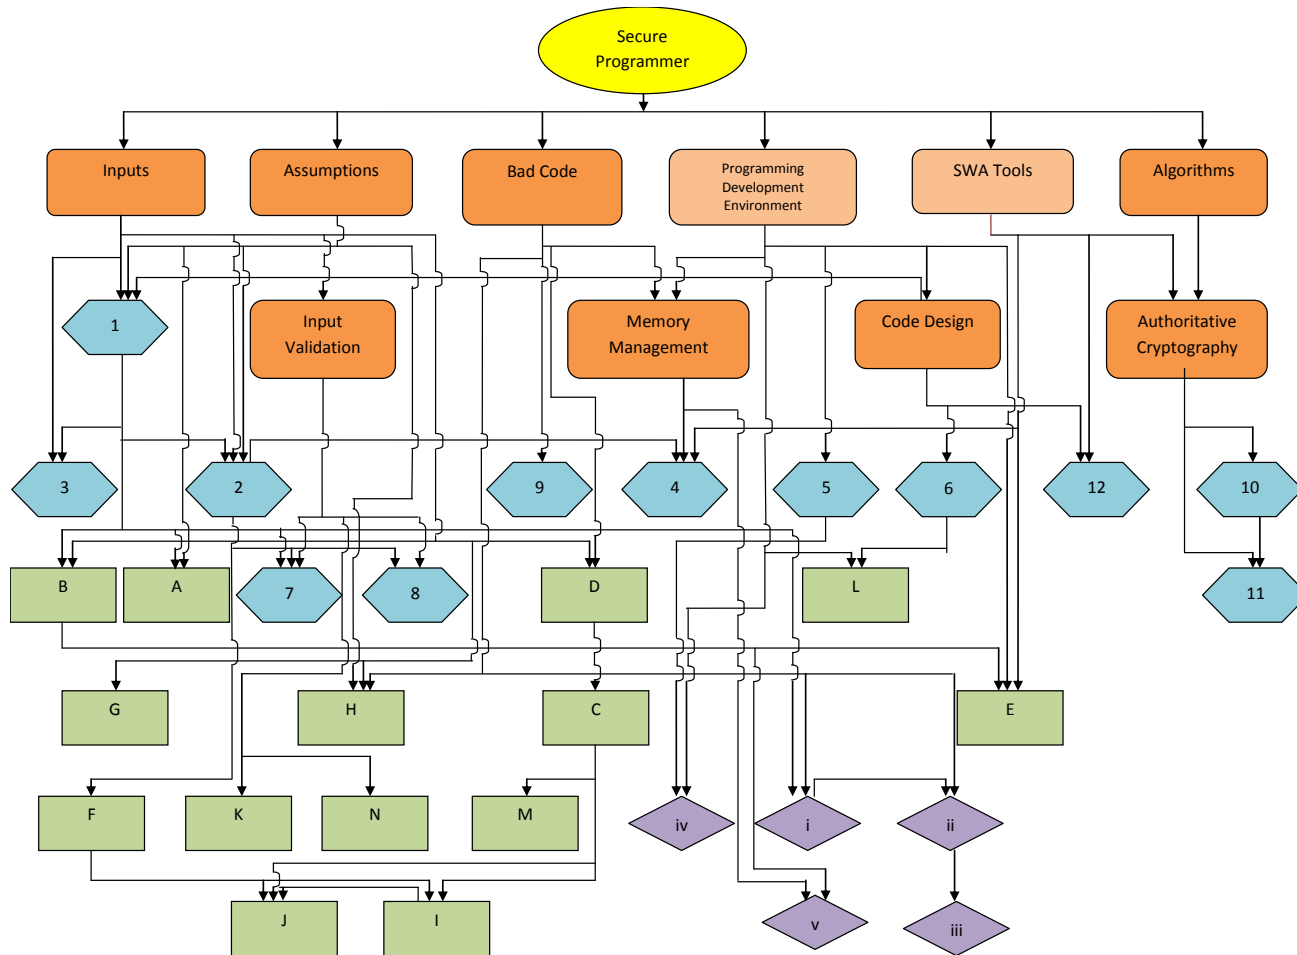 Secure
Programmer
Inputs
Assumptions
Bad Code
Programming
Development
Environment
SWA Tools
Algorithms
1
Input
Validation
Memory
Management
Code Design
Authoritative
Cryptography
3
2
9
4
5
6
12
10
B
A
7
8
D
L
11
G
H
C
E
F
K
N
M
iv
i
ii
J
I
v
iii